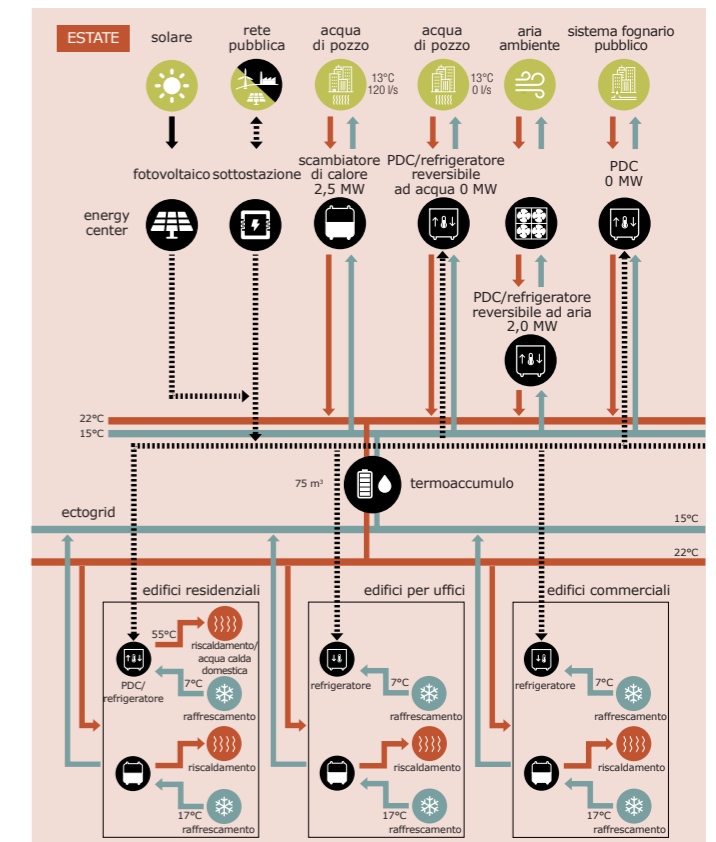 ESTATE
solare
rete
pubblica
acqua
di pozzo
acqua
di pozzo
aria
ambiente
sistema fognario
pubblico
13°C
120 l/s
13°C
0 l/s
fotovoltaico
sottostazione
scambiatore
di calore
2,5 MW
PDC/refrigeratore
reversibile
ad acqua 0 MW
PDC
0 MW
energy
center
PDC/refrigeratore
reversibile ad aria
2,0 MW
22°C
15°C
75 m³
termoaccumulo
ectogrid
15°C
22°C
edifici residenziali
55°C
riscaldamento/
acqua calda
domestica
PDC/
refrigeratore
7°C
raffrescamento
riscaldamento
17°C
raffrescamento
edifici per uffici
refrigeratore
7°C
raffrescamento
riscaldamento
17°C
raffrescamento
edifici commerciali
refrigeratore
7°C
raffrescamento
riscaldamento
17°C
raffrescamento